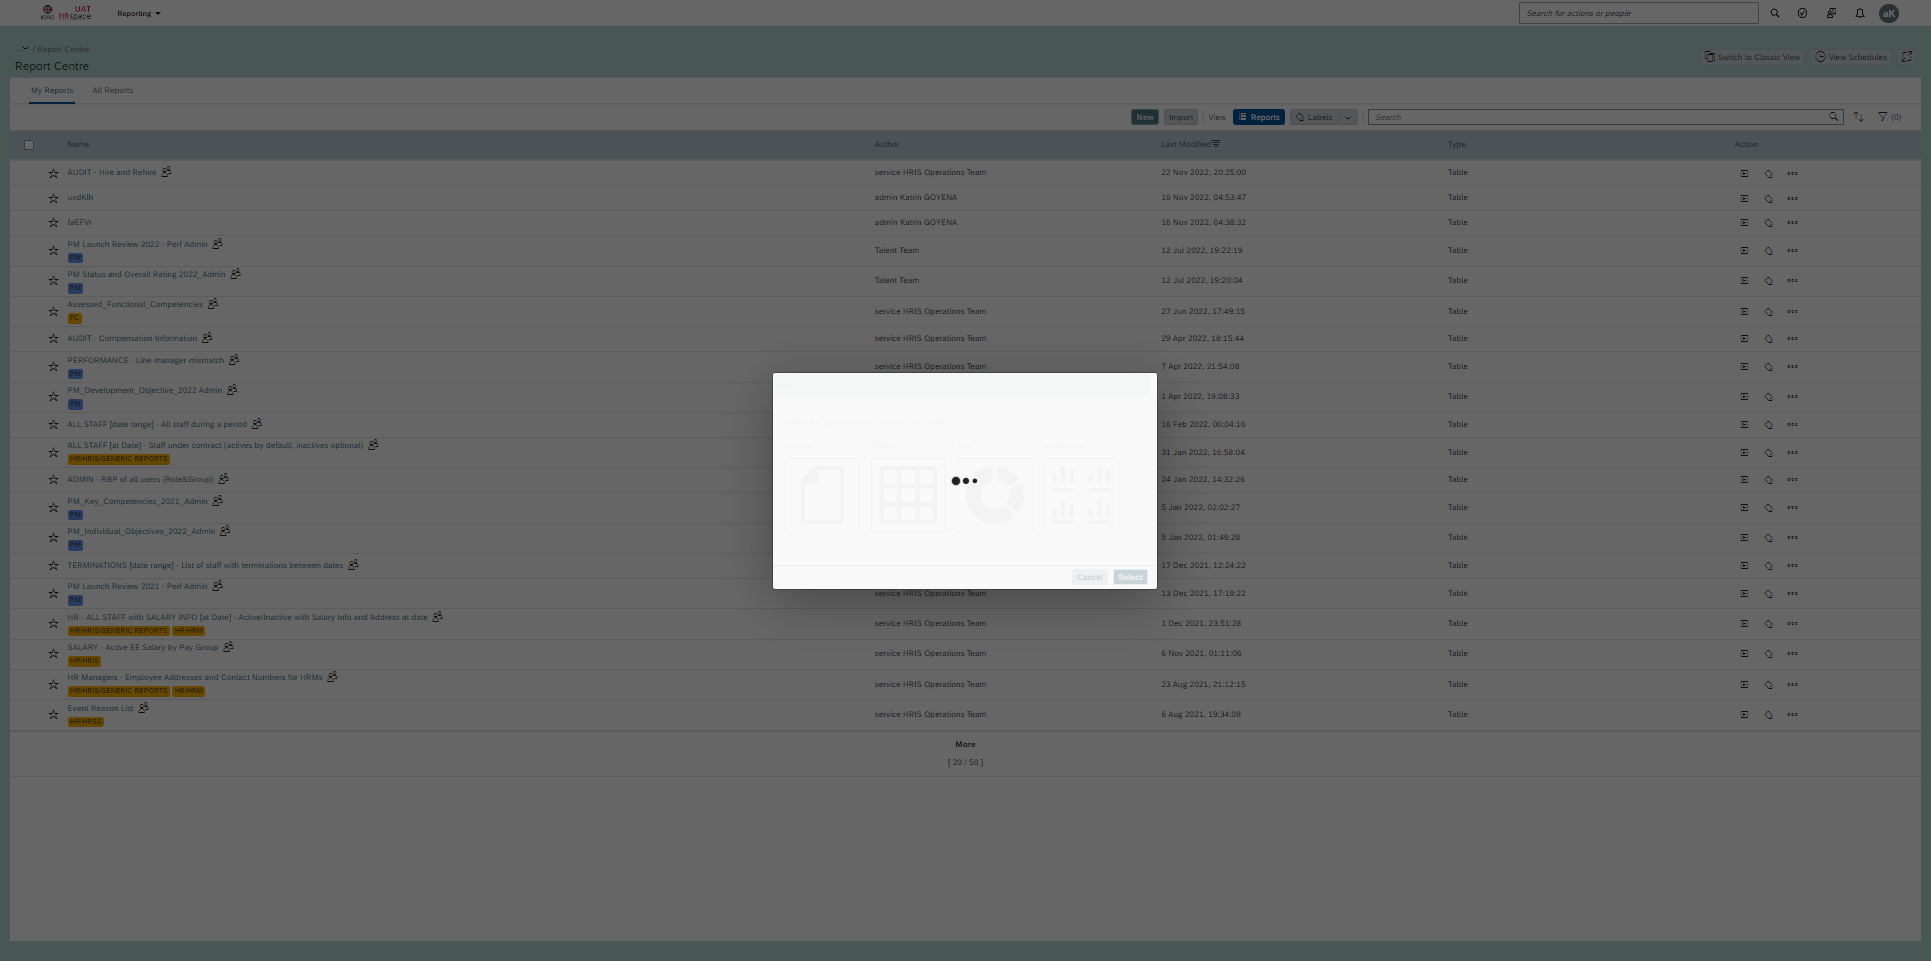 UAT
ICRC HRspace
Reporting
Search for actions or people
aK
... / Report Centre
Report Centre
Switch to Classic View
View Schedules
My Reports
All Reports
New
Import
View
Reports
Labels
Search
(0)
Name Author Last Modified Type Action
AUDIT - Hire and Rehire service HRIS Operations Team 22 Nov 2022, 20:25:00 Table
uxdKlh admin Katrin GOYENA 16 Nov 2022, 04:53:47 Table
faEFVr admin Katrin GOYENA 16 Nov 2022, 04:38:32 Table
PM Launch Review 2022 - Perf Admin Talent Team 12 Jul 2022, 19:22:19 Table
PM
PM Status and Overall Rating 2022_Admin Talent Team 12 Jul 2022, 19:20:04 Table
PM
Assessed_Functional_Competencies service HRIS Operations Team 27 Jun 2022, 17:49:15 Table
FC
AUDIT - Compensation Information service HRIS Operations Team 29 Apr 2022, 18:15:44 Table
PERFORMANCE - Line manager mismatch service HRIS Operations Team 7 Apr 2022, 21:54:08 Table
PM
PM_Development_Objective_2022 Admin 1 Apr 2022, 19:08:33 Table
PM
ALL STAFF [date range] - All staff during a period 16 Feb 2022, 00:04:16 Table
ALL STAFF [at Date] - Staff under contract (actives by default, inactives optional) 31 Jan 2022, 16:58:04 Table
HR/HRIS/GENERIC REPORTS
ADMIN - RBP of all users (Role&Group) 24 Jan 2022, 14:32:26 Table
PM_Key_Competencies_2021_Admin 5 Jan 2022, 02:02:27 Table
PM
PM_Individual_Objectives_2022_Admin 5 Jan 2022, 01:49:28 Table
PM
TERMINATIONS [date range] - List of staff with terminations between dates 17 Dec 2021, 12:24:22 Table
PM Launch Review 2021 - Perf Admin service HRIS Operations Team 13 Dec 2021, 17:19:22 Table
PM
HR - ALL STAFF with SALARY INFO [at Date] - Active/Inactive with Salary Info and Address at date service HRIS Operations Team 1 Dec 2021, 23:51:28 Table
HR/HRIS/GENERIC REPORTS HR/HRM
SALARY - Active EE Salary by Pay Group service HRIS Operations Team 6 Nov 2021, 01:11:06 Table
HR/HRIS
HR Managers - Employee Addresses and Contact Numbers for HRMs service HRIS Operations Team 23 Aug 2021, 21:12:15 Table
HR/HRIS/GENERIC REPORTS HR/HRM
Event Reason List service HRIS Operations Team 6 Aug 2021, 19:34:08 Table
HR/HRSS
Cancel
Select
More
[ 20 / 50 ]